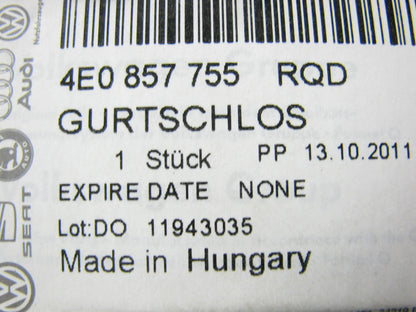 4E0 857 755 RQD
GURTSCHLOS
1 Stück PP 13.10.2011
EXPIRE DATE NONE
Lot:DO 11943035
Made in Hungary
Audi
SEAT